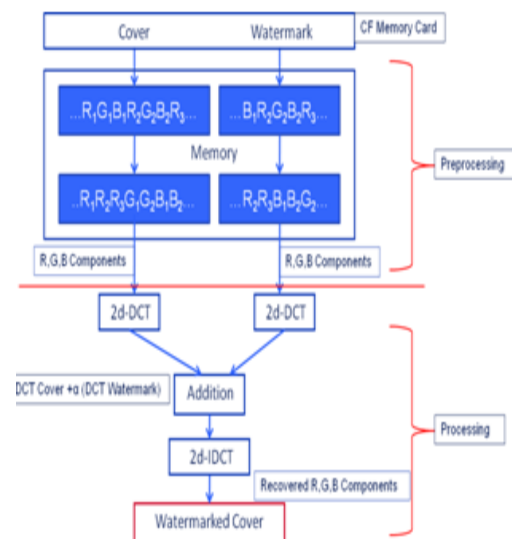 Cover
Watermark
CF Memory Card
...R₁G₁B₁R₂G₂B₂R₃...
...B₁R₂G₂B₂R₃...
Memory
Preprocessing
...R₁R₂R₃G₁G₂B₁B₂...
...R₂R₃B₁B₂G₂...
R,G,B Components
R,G,B Components
2d-DCT
2d-DCT
DCT Cover +α (DCT Watermark)
Addition
Processing
2d-IDCT
Recovered R,G,B Components
Watermarked Cover